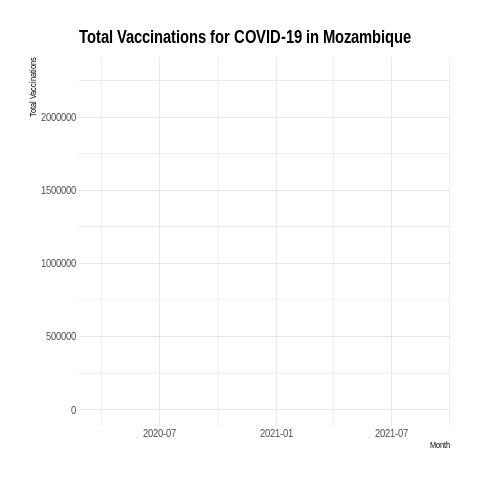 Total Vaccinations for COVID-19 in Mozambique
Total Vaccinations
2000000
1500000
1000000
500000
0
2020-07 2021-01 2021-07
Month